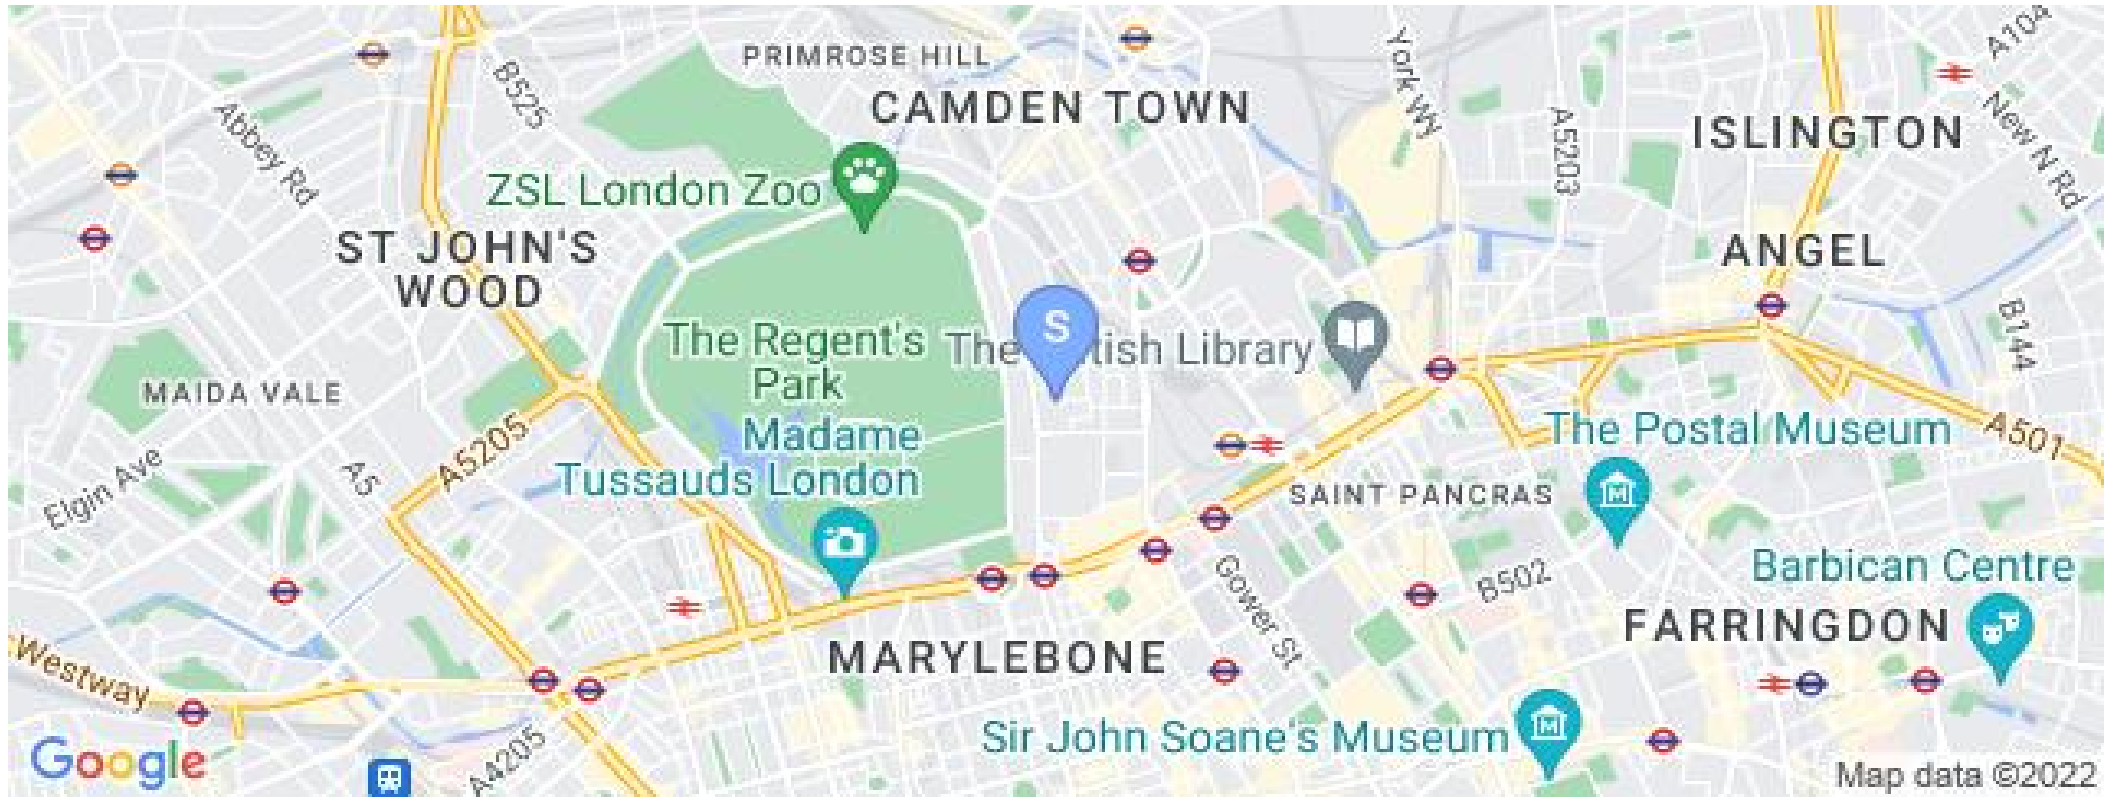 PRIMROSE HILL
A104
B525
York Wy
CAMDEN TOWN
Abbey Rd
A5203
ISLINGTON
New N Rd
ZSL London Zoo
ST JOHN'S
WOOD
ANGEL
S
The Regent's
Park
The
tish Library
B144
MAIDA VALE
A5205
The Postal Museum
A501
Madame
Tussauds London
Elgin Ave
A5
SAINT PANCRAS
Gower St
B502
Barbican Centre
FARRINGDON
Westway
MARYLEBONE
Sir John Soane's Museum
A4205
Google
Map data ©2022